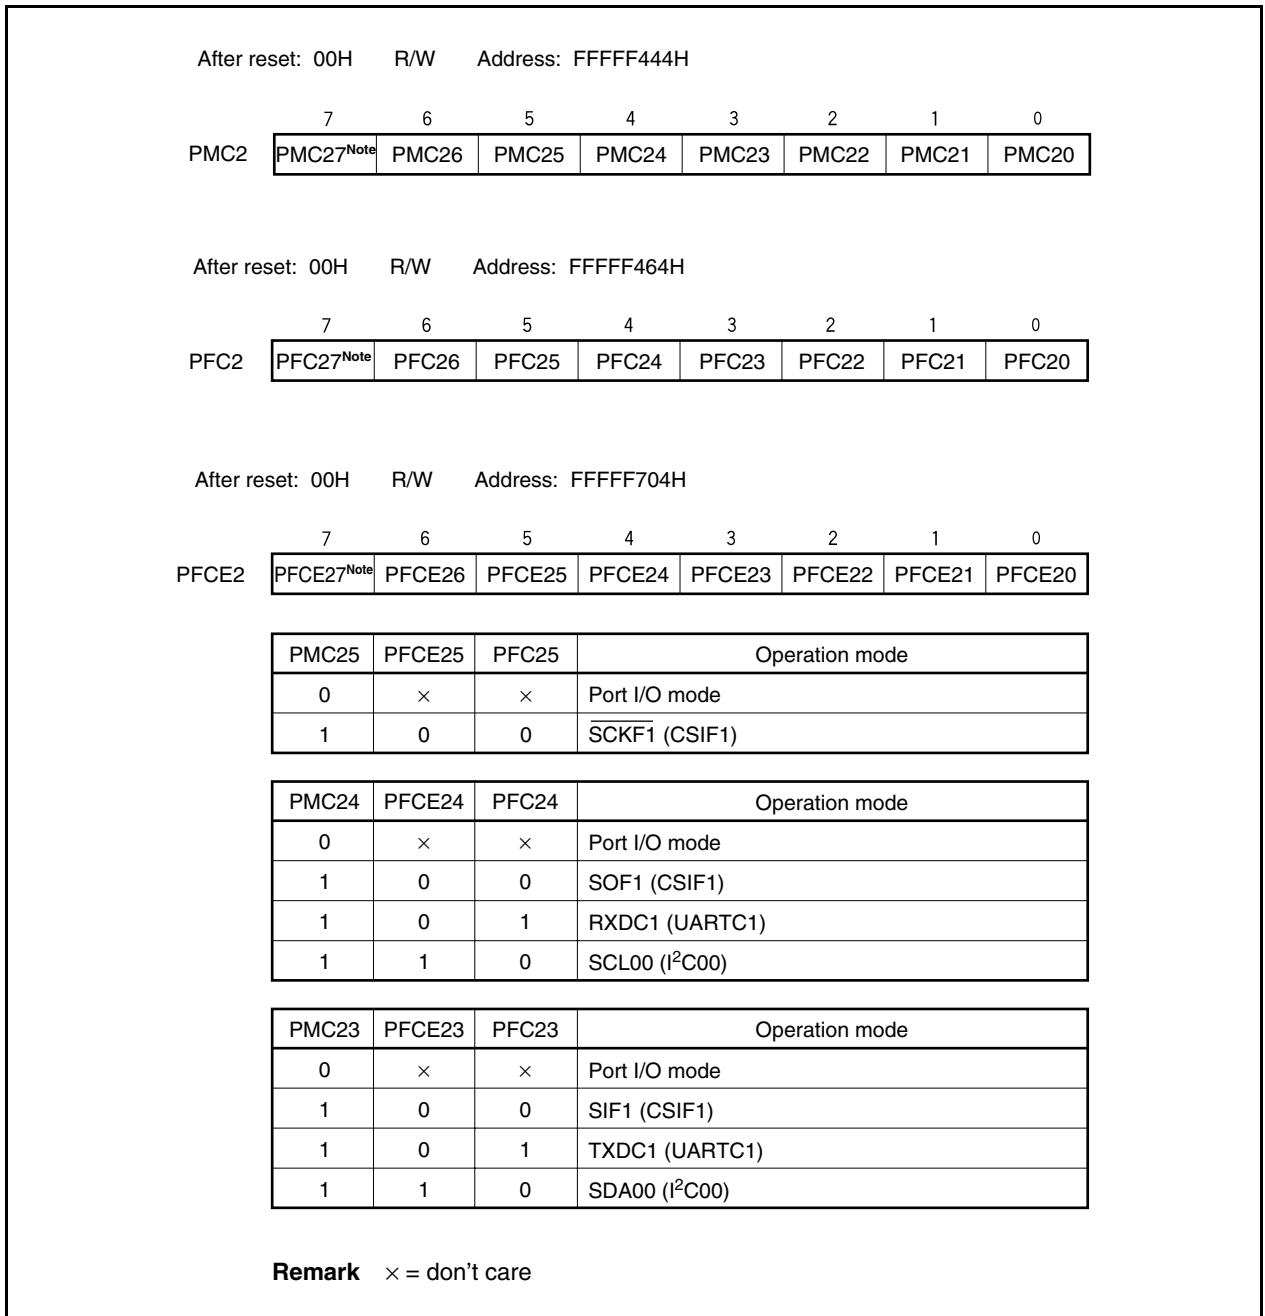 After reset: 00H R/W Address: FFFFF444H
7 6 5 4 3 2 1 0
PMC2 PMC27Note PMC26 PMC25 PMC24 PMC23 PMC22 PMC21 PMC20
After reset: 00H R/W Address: FFFFF464H
7 6 5 4 3 2 1 0
PFC2 PFC27Note PFC26 PFC25 PFC24 PFC23 PFC22 PFC21 PFC20
After reset: 00H R/W Address: FFFFF704H
7 6 5 4 3 2 1 0
PFCE2 PFCE27Note PFCE26 PFCE25 PFCE24 PFCE23 PFCE22 PFCE21 PFCE20
PMC25 PFCE25 PFC25 Operation mode
0 × × Port I/O mode
1 0 0 S̅C̅K̅F̅1̅ (CSIF1)
PMC24 PFCE24 PFC24 Operation mode
0 × × Port I/O mode
1 0 0 SOF1 (CSIF1)
1 0 1 RXDC1 (UARTC1)
1 1 0 SCL00 (I²C00)
PMC23 PFCE23 PFC23 Operation mode
0 × × Port I/O mode
1 0 0 SIF1 (CSIF1)
1 0 1 TXDC1 (UARTC1)
1 1 0 SDA00 (I²C00)
Remark × = don't care